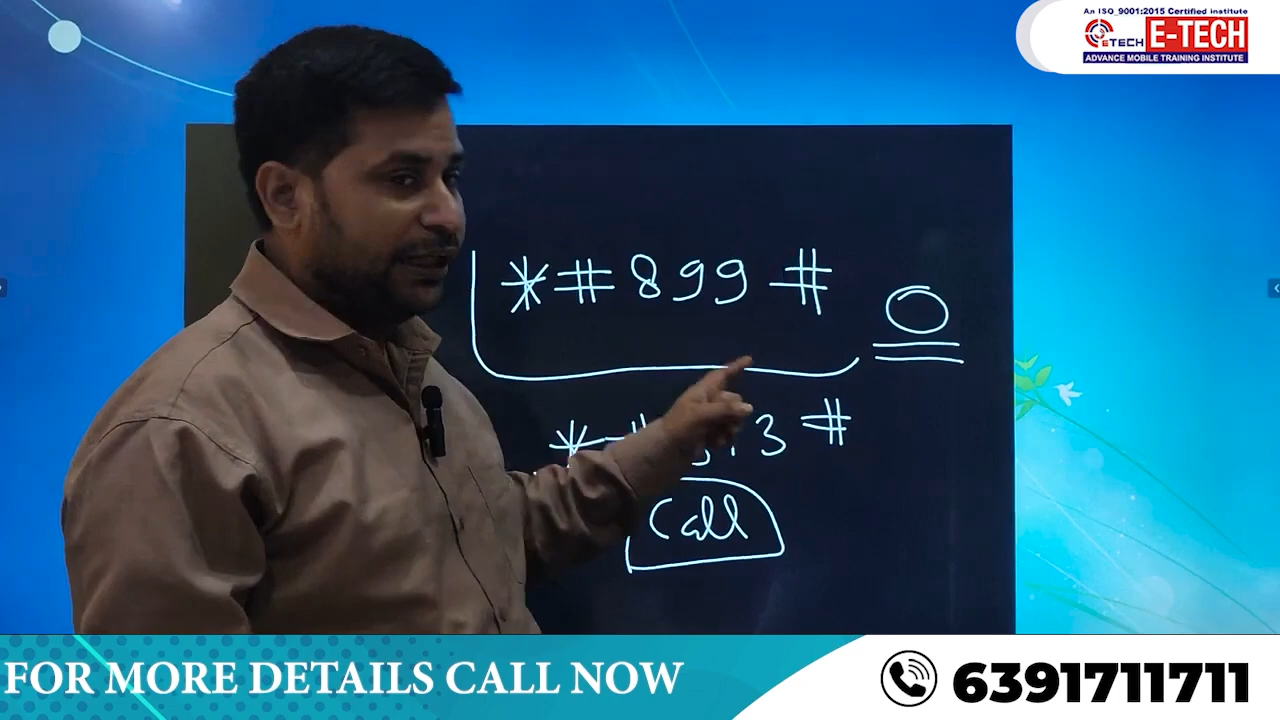 An ISO 9001:2015 Certified Institute
ETECH E-TECH
ADVANCE MOBILE TRAINING INSTITUTE
*#899# 0
3#
Call
FOR MORE DETAILS CALL NOW
6391711711